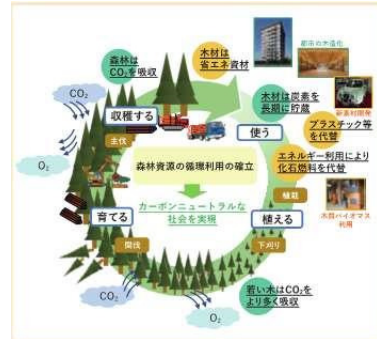 森林は
CO₂を吸収
木材は
省エネ資材
都市の木造化
CO₂
収穫する
木材は炭素を
長期に貯蔵
新素材開発
主伐
使う
プラスチック等
を代替
O₂
森林資源の循環利用の確立
エネルギー利用により
化石燃料を代替
カーボンニュートラルな
社会を実現
植栽
木質バイオマス
利用
育てる
植える
間伐
下刈り
CO₂
若い木はCO₂を
より多く吸収
O₂